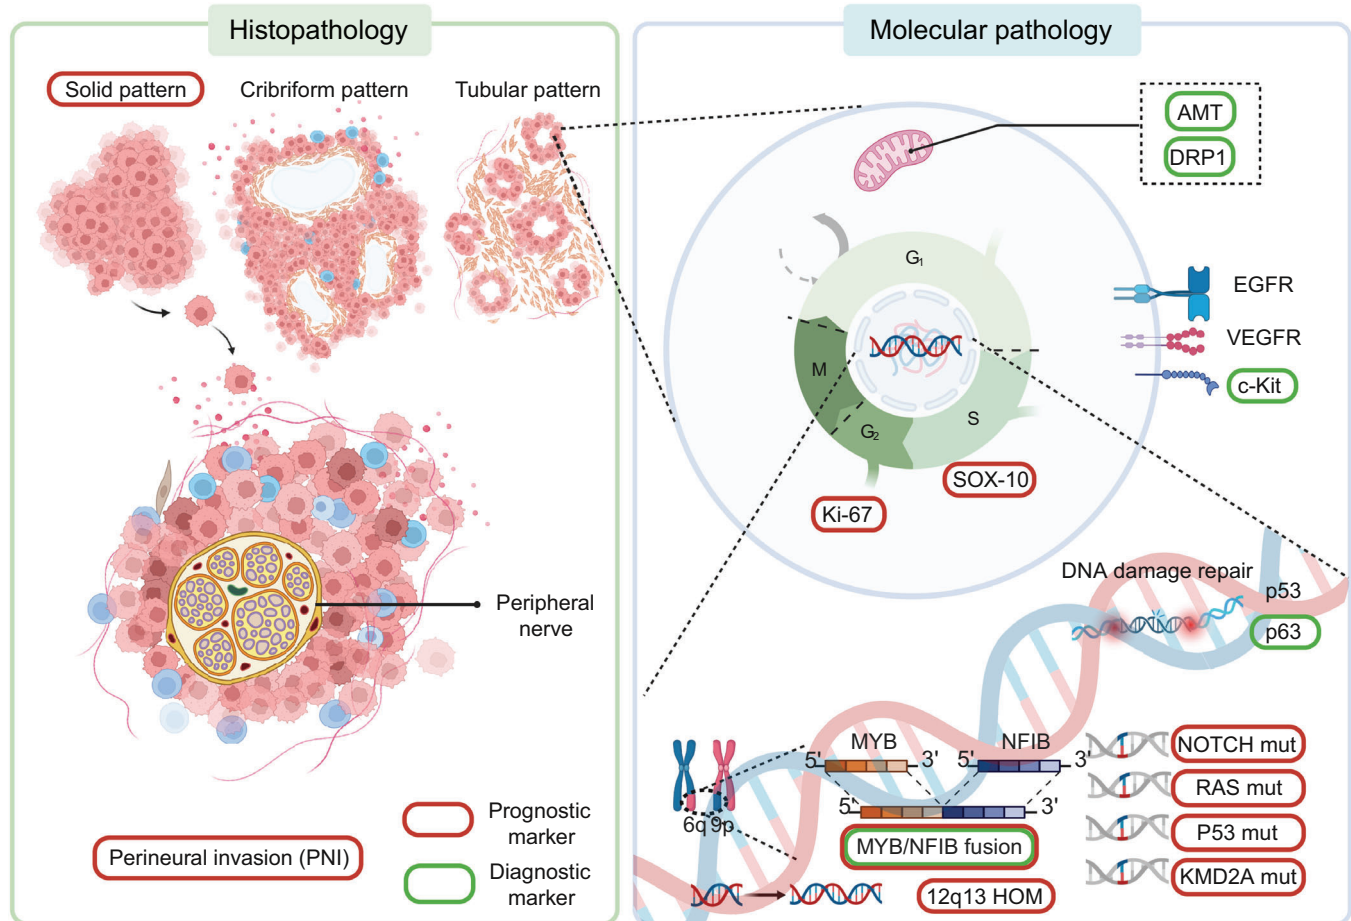 Histopathology
Solid pattern
Cribriform pattern
Tubular pattern
Peripheral
nerve
Perineural invasion (PNI)
Prognostic
marker
Diagnostic
marker
Molecular pathology
AMT
DRP1
G₁
M
G₂
S
EGFR
VEGFR
c-Kit
SOX-10
Ki-67
DNA damage repair
p53
p63
MYB
NFIB
5' 3' 5' 3'
5' 3'
6q 9p
MYB/NFIB fusion
12q13 HOM
NOTCH mut
RAS mut
P53 mut
KMD2A mut